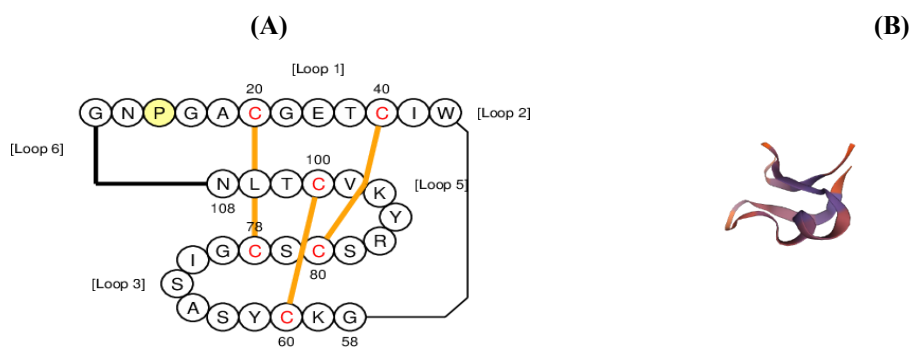 (A) (B)
[Loop 1]
20 40
G N P G A C G E T C I W [Loop 2]
[Loop 6]
100
N L T C V K [Loop 5]
108
Y
78
I G C S C S R
80
[Loop 3] S
A S Y C K G
60 58